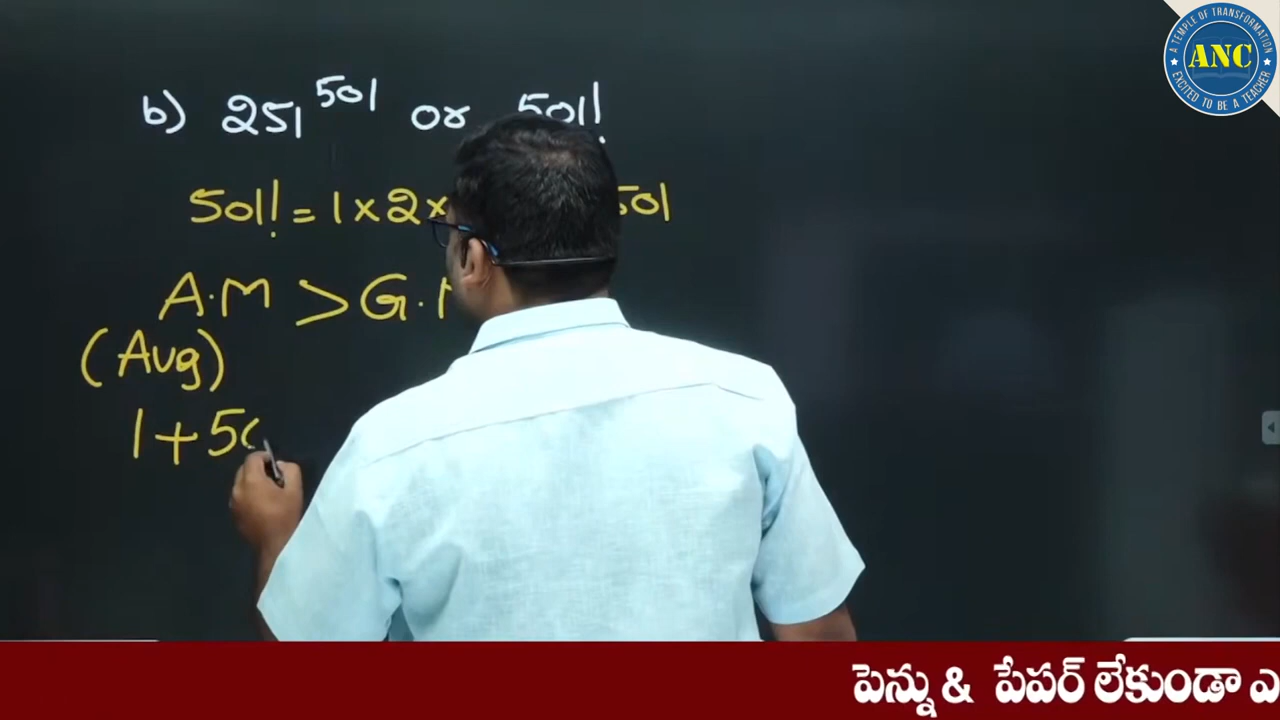 A TEMPLE OF TRANSFORMATION
ANC
EXCITED TO BE A TEACHER
b) 251^501 or 501!
501! = 1 x 2 x 501
A.M > G.
(Avg)
1 + 50
పెన్ను & పేపర్ లేకుండా ఎ